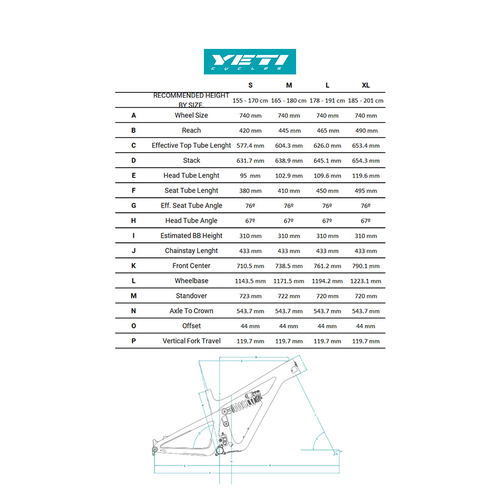 YETI
CYCLES
S M L XL
RECOMMENDED HEIGHT BY SIZE 155 - 170 cm 165 - 180 cm 178 - 191 cm 185 - 201 cm
A Wheel Size 740 mm 740 mm 740 mm 740 mm
B Reach 420 mm 445 mm 465 mm 490 mm
C Effective Top Tube Lenght 577.4 mm 604.3 mm 626.0 mm 653.4 mm
D Stack 631.7 mm 638.9 mm 645.1 mm 654.3 mm
E Head Tube Lenght 95 mm 102.9 mm 109.6 mm 119.6 mm
F Seat Tube Lenght 380 mm 410 mm 450 mm 495 mm
G Eff. Seat Tube Angle 76º 76º 76º 76º
H Head Tube Angle 67º 67º 67º 67º
I Estimated BB Height 310 mm 310 mm 310 mm 310 mm
J Chainstay Lenght 433 mm 433 mm 433 mm 433 mm
K Front Center 710.5 mm 738.5 mm 761.2 mm 790.1 mm
L Wheelbase 1143.5 mm 1171.5 mm 1194.2 mm 1223.1 mm
M Standover 723 mm 722 mm 720 mm 720 mm
N Axle To Crown 543.7 mm 543.7 mm 543.7 mm 543.7 mm
O Offset 44 mm 44 mm 44 mm 44 mm
P Vertical Fork Travel 119.7 mm 119.7 mm 119.7 mm 119.7 mm